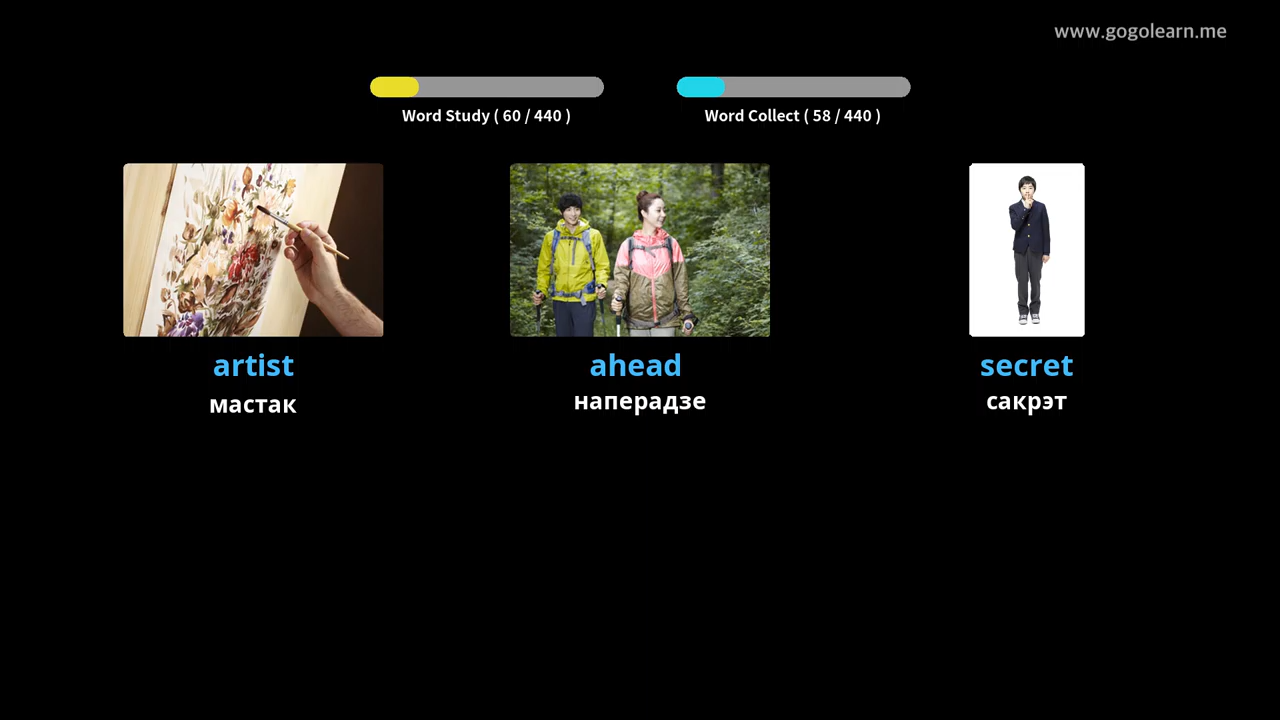 www.gogolearn.me
Word Study ( 60 / 440 )
Word Collect ( 58 / 440 )
artist
мастак
ahead
наперадзе
secret
сакрэт